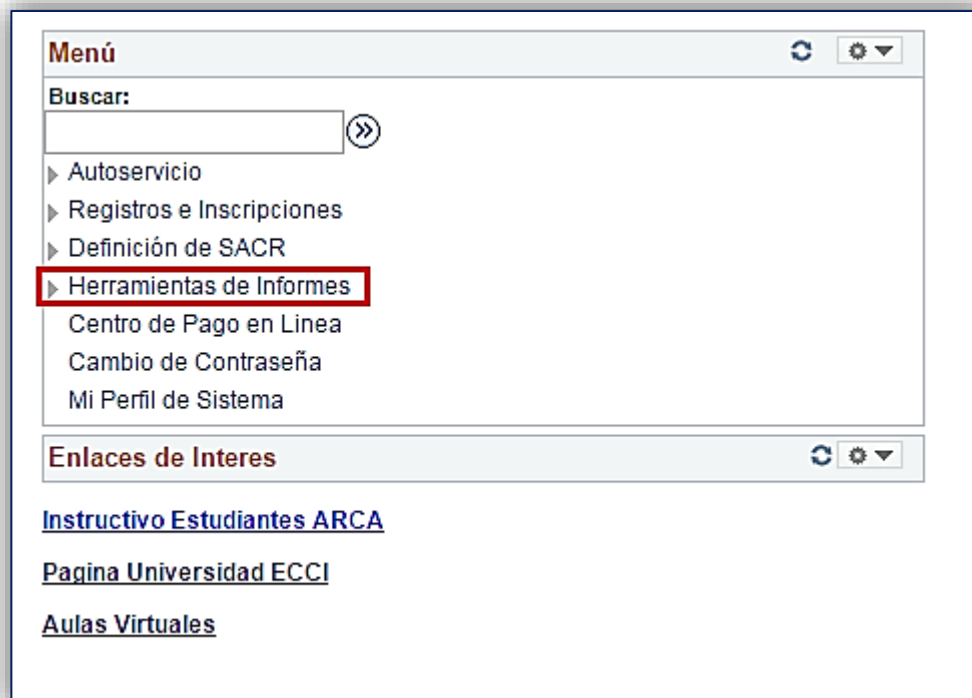 Menú
Buscar:
Autoservicio
Registros e Inscripciones
Definición de SACR
Herramientas de Informes
Centro de Pago en Linea
Cambio de Contraseña
Mi Perfil de Sistema
Enlaces de Interes
Instructivo Estudiantes ARCA
Pagina Universidad ECCI
Aulas Virtuales